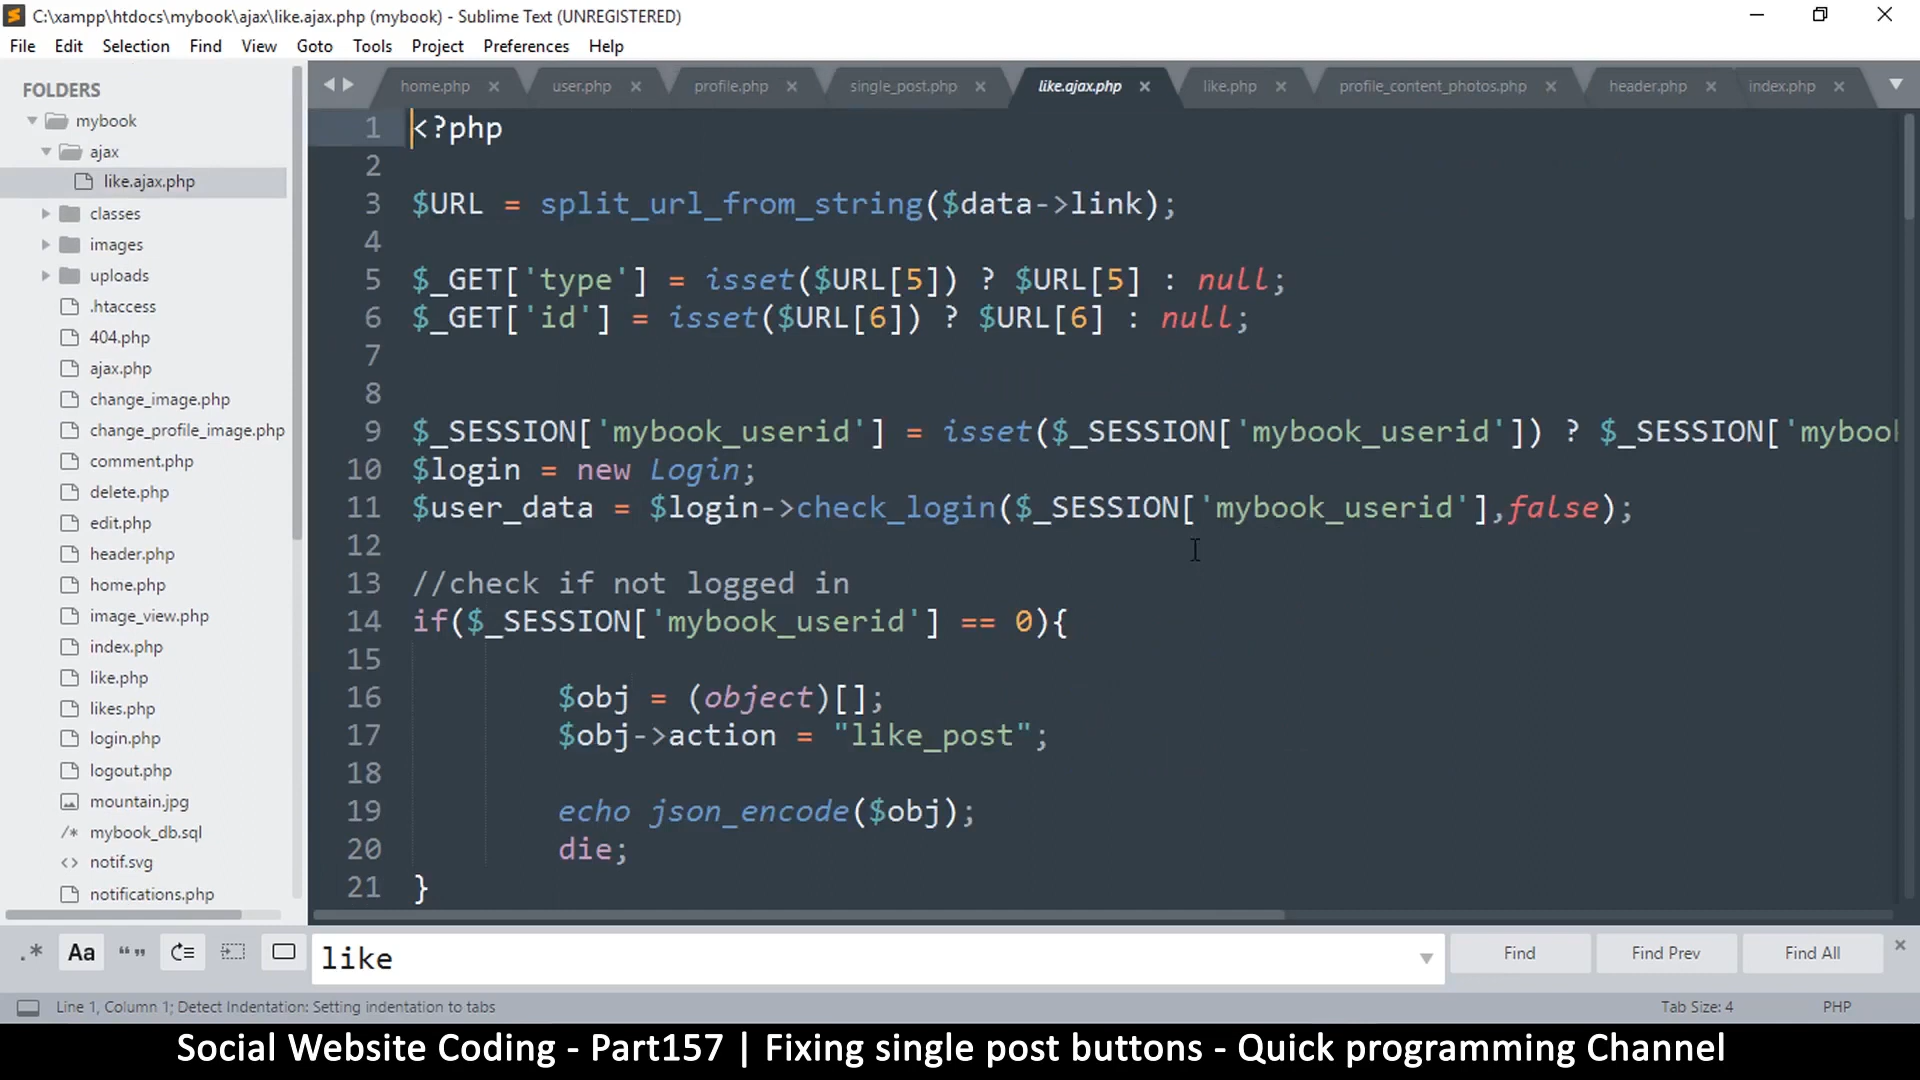 C:\xampp\htdocs\mybook\ajax\like.ajax.php (mybook) - Sublime Text (UNREGISTERED)
File Edit Selection Find View Goto Tools Project Preferences Help
FOLDERS
mybook
ajax
like.ajax.php
classes
images
uploads
.htaccess
404.php
ajax.php
change_image.php
change_profile_image.php
comment.php
delete.php
edit.php
header.php
home.php
image_view.php
index.php
like.php
likes.php
login.php
logout.php
mountain.jpg
/* mybook_db.sql
<> notif.svg
notifications.php
home.php user.php profile.php single_post.php like.ajax.php like.php profile_content_photos.php header.php index.php
1 <?php
2
3 $URL = split_url_from_string($data->link);
4
5 $_GET['type'] = isset($URL[5]) ? $URL[5] : null;
6 $_GET['id'] = isset($URL[6]) ? $URL[6] : null;
7
8
9 $_SESSION['mybook_userid'] = isset($_SESSION['mybook_userid']) ? $_SESSION['mybook
10 $login = new Login;
11 $user_data = $login->check_login($_SESSION['mybook_userid'],false);
12
13 //check if not logged in
14 if($_SESSION['mybook_userid'] == 0){
15
16 $obj = (object)[];
17 $obj->action = "like_post";
18
19 echo json_encode($obj);
20 die;
21 }
.* Aa “” like Find Find Prev Find All
Line 1, Column 1; Detect Indentation: Setting indentation to tabs Tab Size: 4 PHP
Social Website Coding - Part157 | Fixing single post buttons - Quick programming Channel